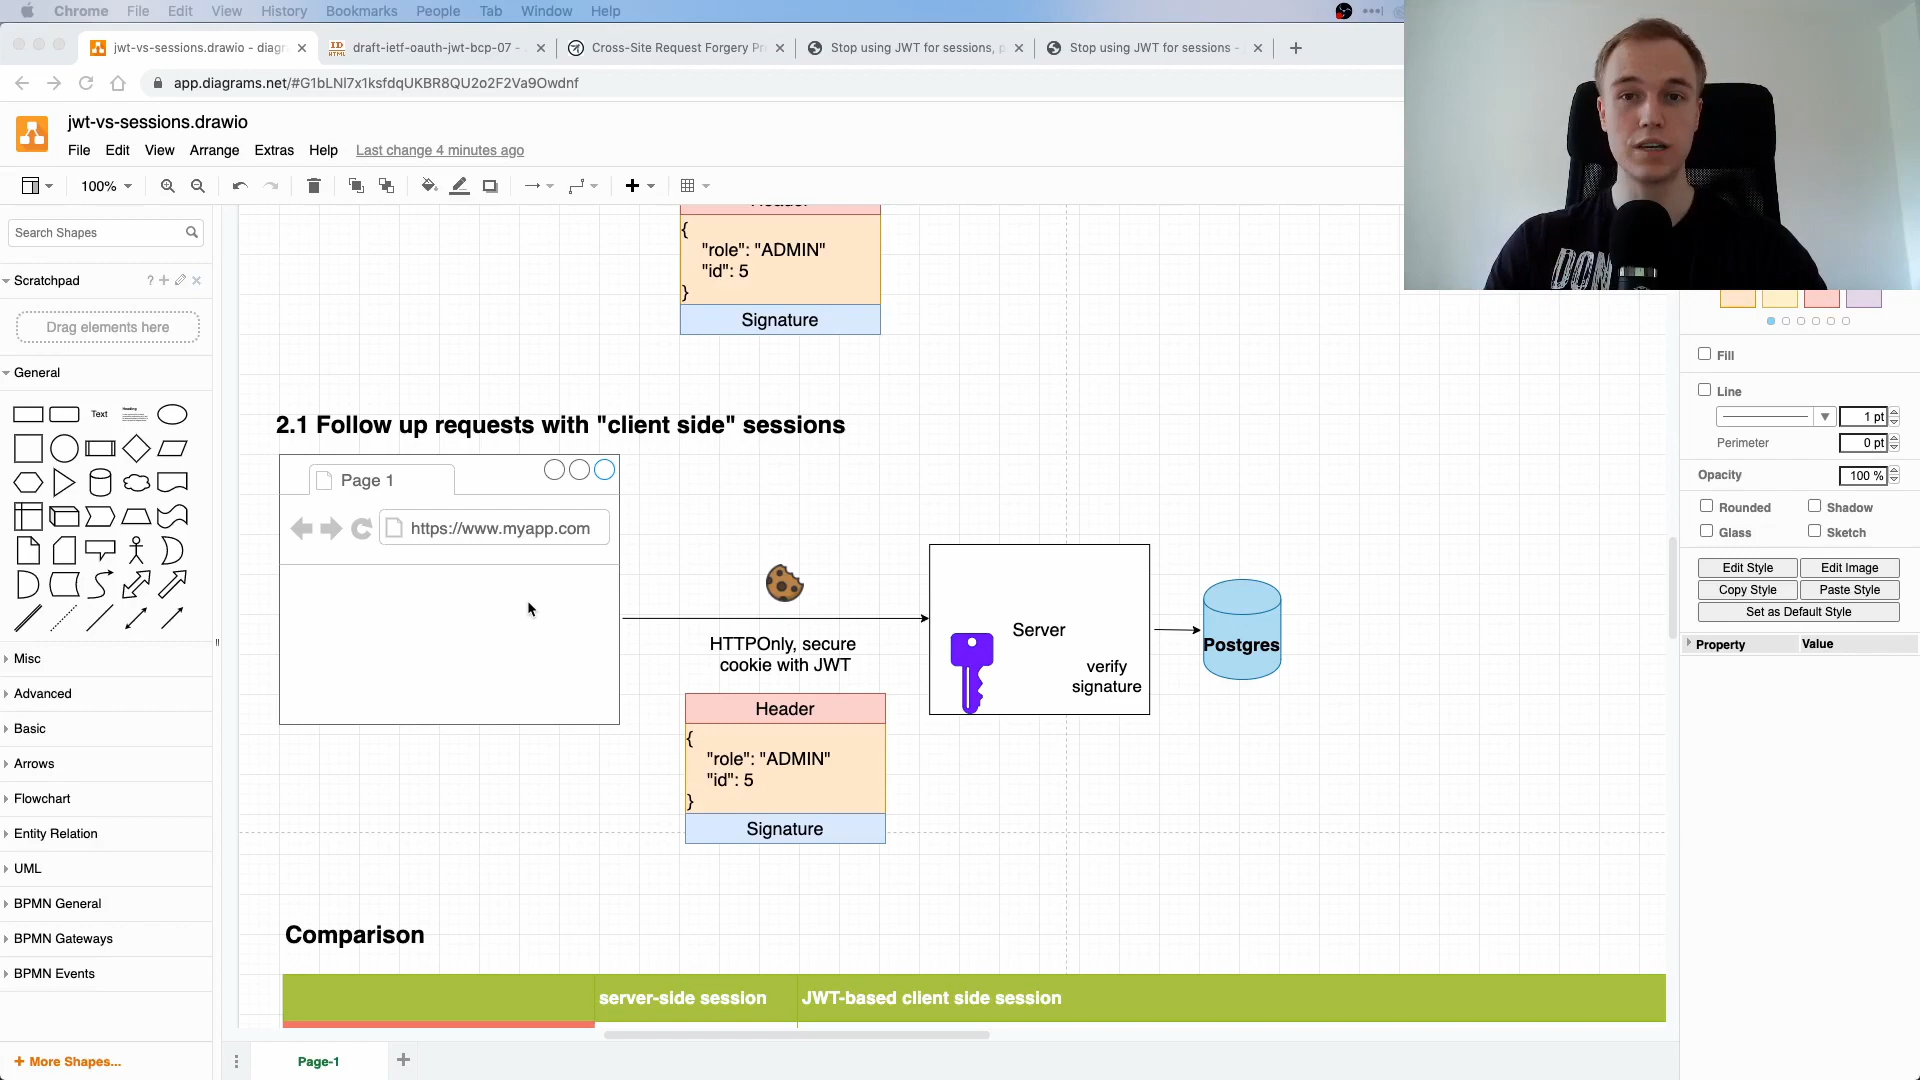 Chrome File Edit View History Bookmarks People Tab Window Help
jwt-vs-sessions.drawio - diagr
draft-ietf-oauth-jwt-bcp-07 -
Cross-Site Request Forgery Pr
Stop using JWT for sessions, p
Stop using JWT for sessions -
app.diagrams.net/#G1bLNl7x1ksfdqUKBR8QU2o2F2Va9Owdnf
jwt-vs-sessions.drawio
File Edit View Arrange Extras Help Last change 4 minutes ago
100%
Search Shapes
Scratchpad
?
Drag elements here
General
Text
Heading
Misc
Advanced
Basic
Arrows
Flowchart
Entity Relation
UML
BPMN General
BPMN Gateways
BPMN Events
+ More Shapes...
Header
{
"role": "ADMIN"
"id": 5
}
Signature
2.1 Follow up requests with "client side" sessions
Page 1
https://www.myapp.com
HTTPOnly, secure
cookie with JWT
Header
{
"role": "ADMIN"
"id": 5
}
Signature
Server
verify
signature
Postgres
Comparison
server-side session
JWT-based client side session
Page-1
Fill
Line
1 pt
Perimeter
0 pt
Opacity
100 %
Rounded
Shadow
Glass
Sketch
Edit Style
Edit Image
Copy Style
Paste Style
Set as Default Style
Property
Value